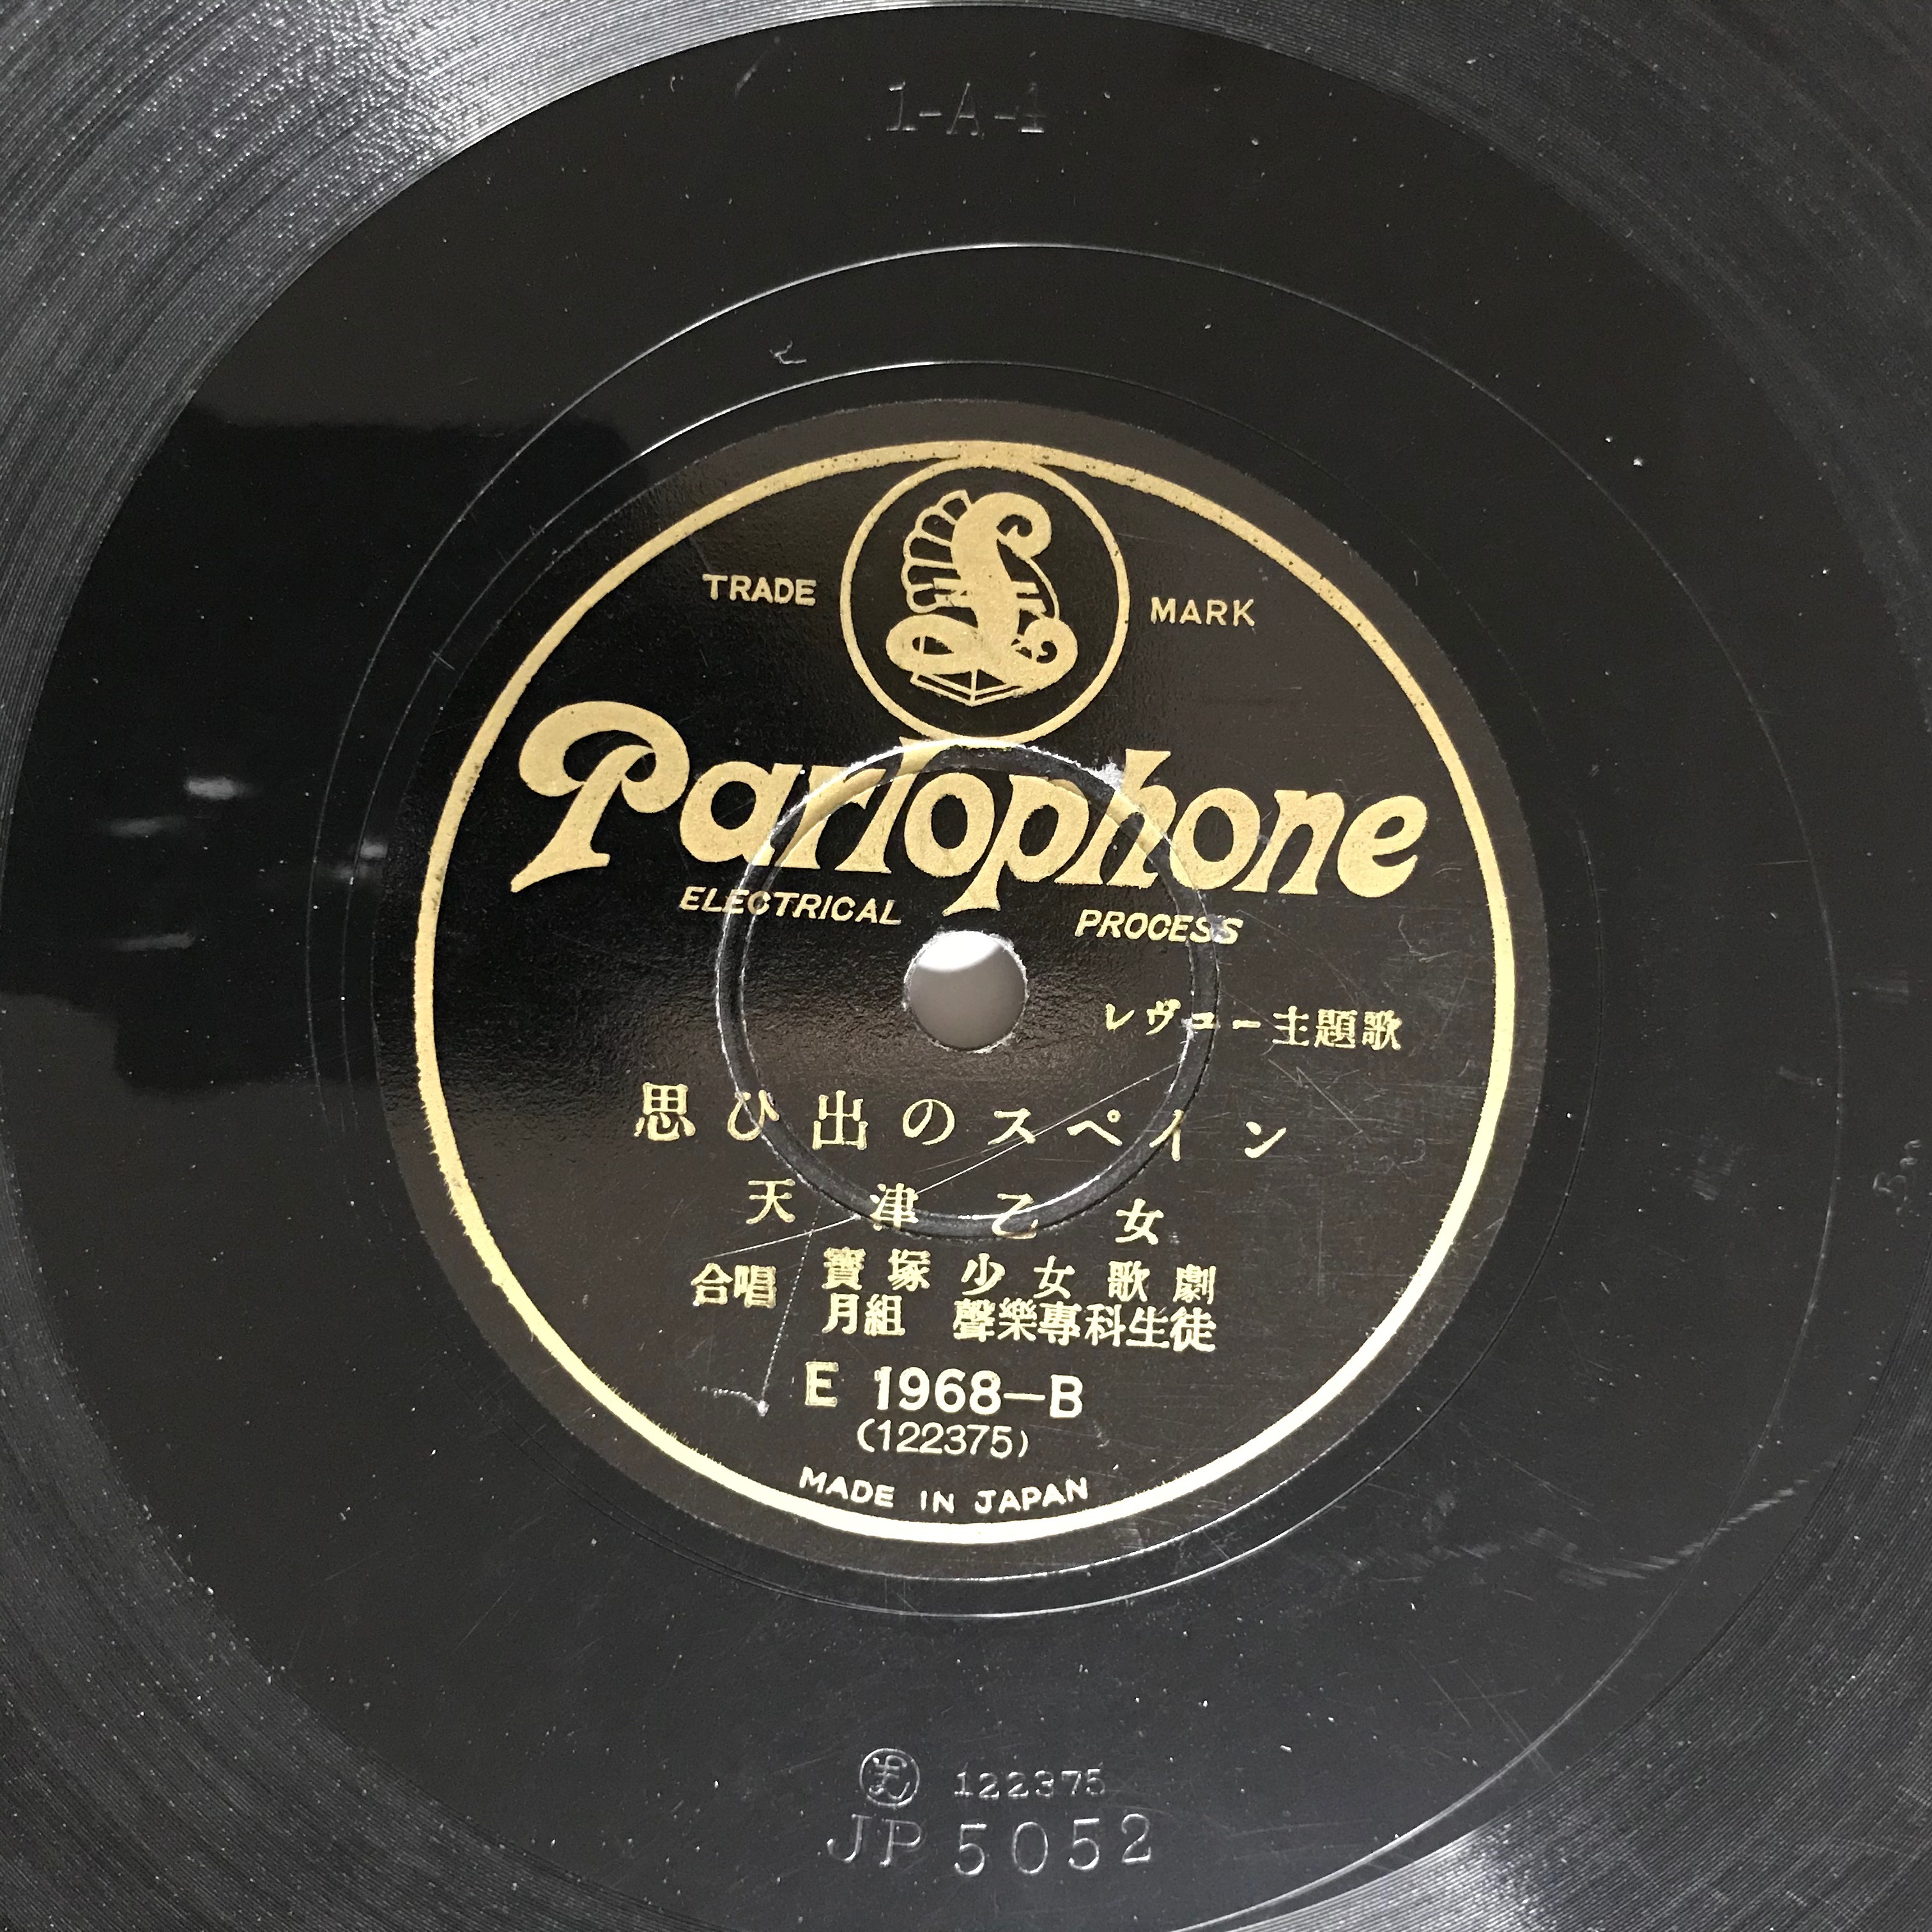 1-A-1
TRADE MARK
Parlophone
ELECTRICAL PROCESS
レヴュー主題歌
思ひ出のスペイン
天津乙女
合唱 寶塚少女歌劇
月組 聲樂專科生徒
E 1968-B
(122375)
MADE IN JAPAN
122375
JP 5052